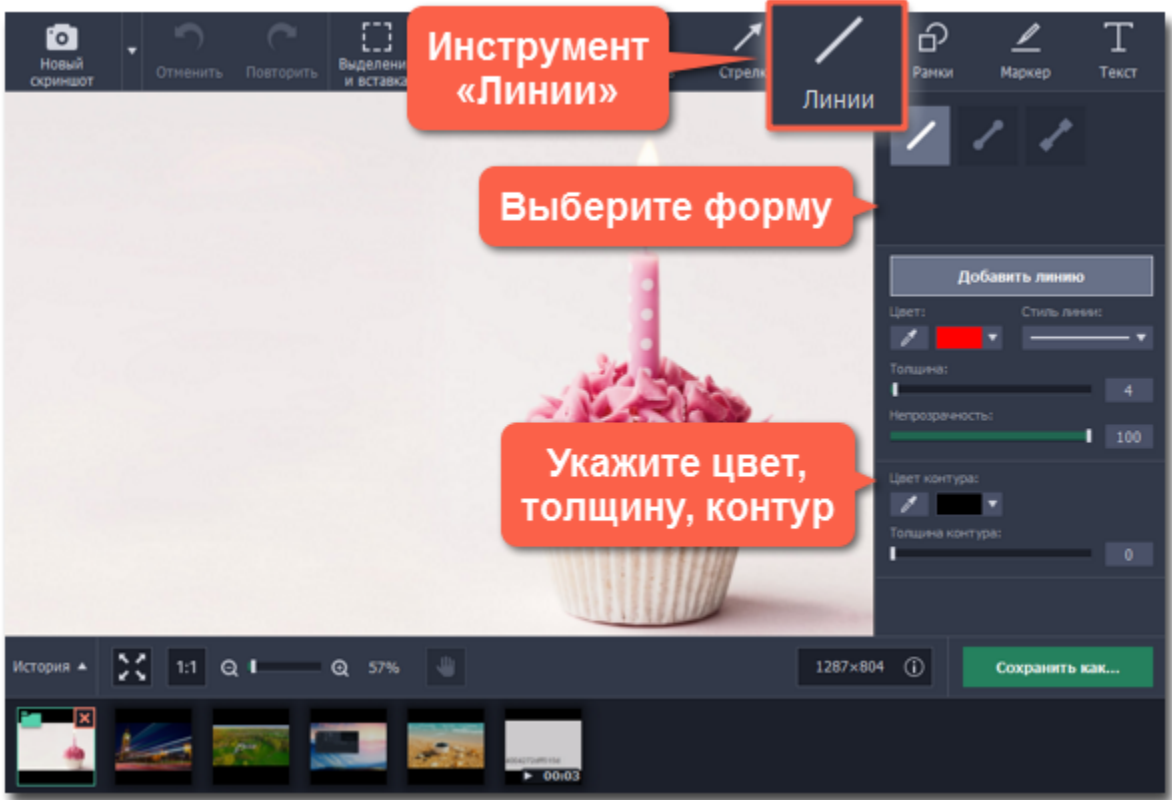 Новый
скриншот
Отменить
Повторить
Выделени
и вставка
Инструмент
«Линии»
Стрелк
Линии
Рамки
Маркер
Текст
Выберите форму
Добавить линию
Цвет:
Стиль линии:
Толщина:
4
Непрозрачность:
100
Укажите цвет,
толщину, контур
Цвет контура:
Толщина контура:
0
История
1:1
57%
1287×804
Сохранить как...
00:03